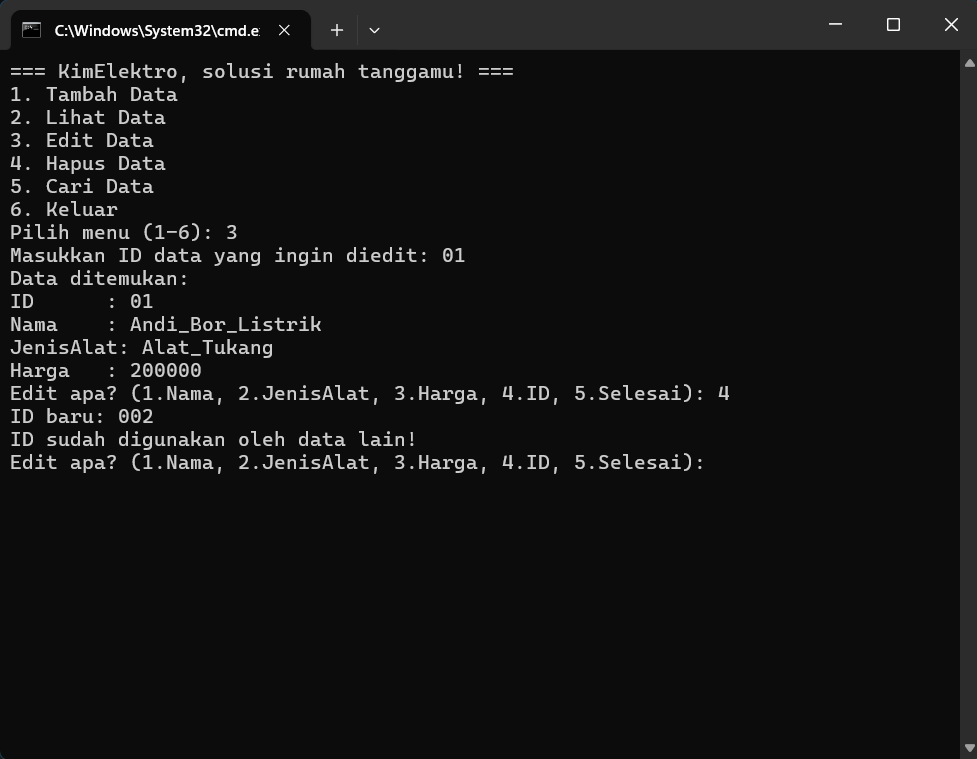 C:\Windows\System32\cmd.e
=== KimElektro, solusi rumah tanggamu! ===
1. Tambah Data
2. Lihat Data
3. Edit Data
4. Hapus Data
5. Cari Data
6. Keluar
Pilih menu (1-6): 3
Masukkan ID data yang ingin diedit: 01
Data ditemukan:
ID      : 01
Nama    : Andi_Bor_Listrik
JenisAlat: Alat_Tukang
Harga   : 200000
Edit apa? (1.Nama, 2.JenisAlat, 3.Harga, 4.ID, 5.Selesai): 4
ID baru: 002
ID sudah digunakan oleh data lain!
Edit apa? (1.Nama, 2.JenisAlat, 3.Harga, 4.ID, 5.Selesai):